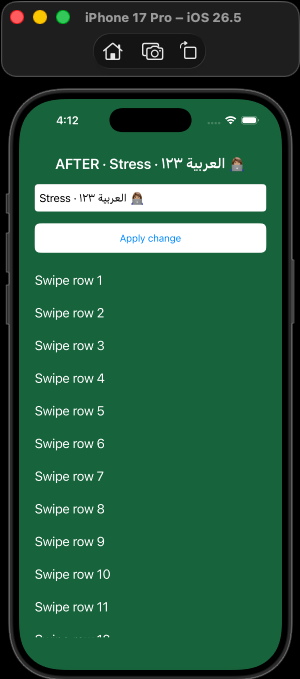 iPhone 17 Pro – iOS 26.5
4:12
AFTER · Stress · العربية ١٢٣ 🧑🏽‍🚀
Stress · العربية ١٢٣ 🧑🏽‍🚀
Apply change
Swipe row 1
Swipe row 2
Swipe row 3
Swipe row 4
Swipe row 5
Swipe row 6
Swipe row 7
Swipe row 8
Swipe row 9
Swipe row 10
Swipe row 11